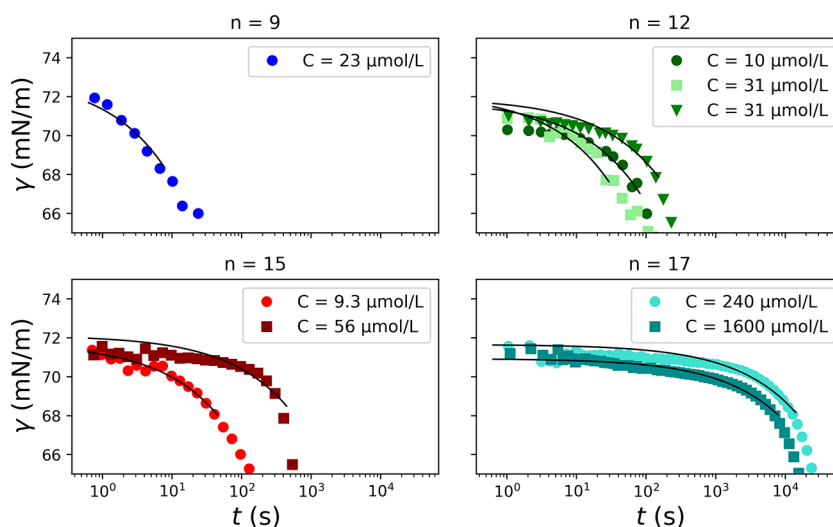 n = 9
n = 12
γ (mN/m)
74
72
70
68
66
C = 23 μmol/L
C = 10 μmol/L
C = 31 μmol/L
C = 31 μmol/L
n = 15
n = 17
γ (mN/m)
74
72
70
68
66
C = 9.3 μmol/L
C = 56 μmol/L
C = 240 μmol/L
C = 1600 μmol/L
10⁰ 10¹ 10² 10³ 10⁴
10⁰ 10¹ 10² 10³ 10⁴
t (s)
t (s)